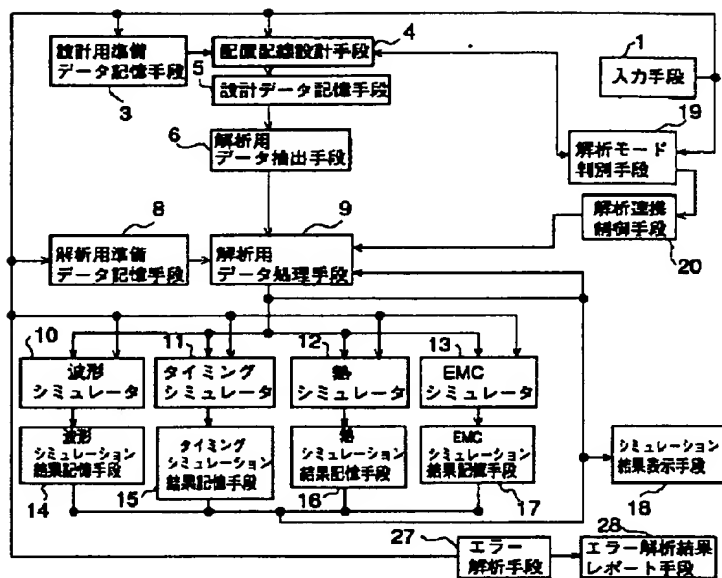 4
設計用準備
データ記憶手段
配置配線設計手段
1
入力手段
5
設計データ記憶手段
3
19
6
解析用
データ抽出手段
解析モード
判別手段
8
9
解析連携
制御手段
解析用準備
データ記憶手段
解析用
データ処理手段
20
10
11
12
13
波形
シミュレータ
タイミング
シミュレータ
熱
シミュレータ
EMC
シミュレータ
波形
シミュレーション
結果記憶手段
タイミング
シミュレーション
結果記憶手段
熱
シミュレーション
結果記憶手段
EMC
シミュレーション
結果記憶手段
シミュレーション
結果表示手段
14
15
16
17
18
27
28
エラー
解析手段
エラー解析結果
レポート手段